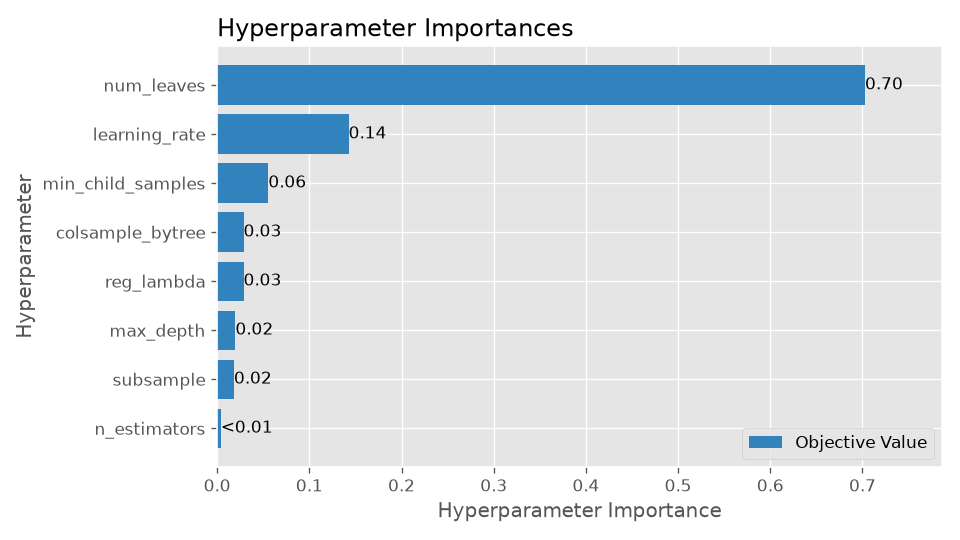 Hyperparameter Importances
Hyperparameter
num_leaves 0.70
learning_rate 0.14
min_child_samples 0.06
colsample_bytree 0.03
reg_lambda 0.03
max_depth 0.02
subsample 0.02
n_estimators <0.01
Objective Value
0.0 0.1 0.2 0.3 0.4 0.5 0.6 0.7
Hyperparameter Importance